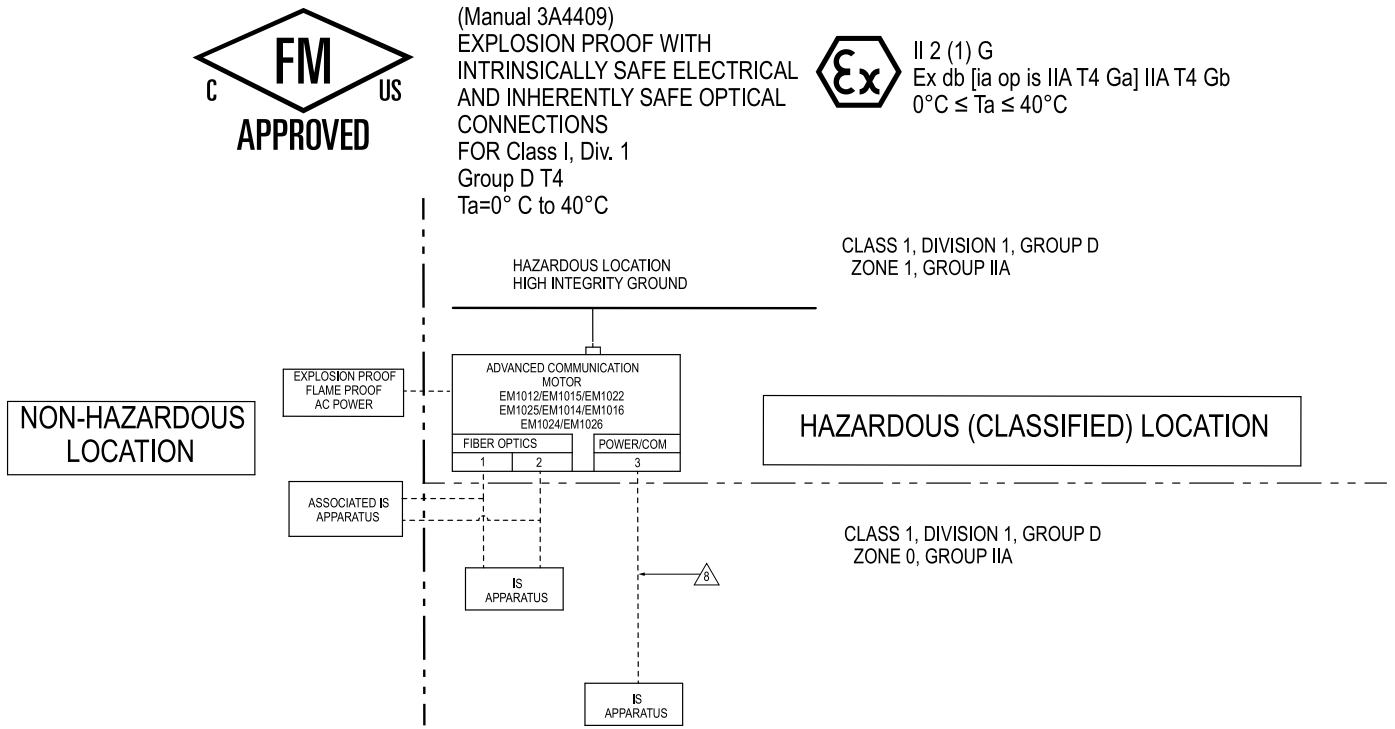 FM
C US
APPROVED
(Manual 3A4409)
EXPLOSION PROOF WITH
INTRINSICALLY SAFE ELECTRICAL
AND INHERENTLY SAFE OPTICAL
CONNECTIONS
FOR Class I, Div. 1
Group D T4
Ta=0° C to 40°C
Ex
II 2 (1) G
Ex db [ia op is IIA T4 Ga] IIA T4 Gb
0°C ≤ Ta ≤ 40°C
CLASS 1, DIVISION 1, GROUP D
ZONE 1, GROUP IIA
HAZARDOUS LOCATION
HIGH INTEGRITY GROUND
EXPLOSION PROOF
FLAME PROOF
AC POWER
ADVANCED COMMUNICATION
MOTOR
EM1012/EM1015/EM1022
EM1025/EM1014/EM1016
EM1024/EM1026
FIBER OPTICS
POWER/COM
1 2 3
NON-HAZARDOUS
LOCATION
HAZARDOUS (CLASSIFIED) LOCATION
ASSOCIATED IS
APPARATUS
CLASS 1, DIVISION 1, GROUP D
ZONE 0, GROUP IIA
IS
APPARATUS
8
IS
APPARATUS